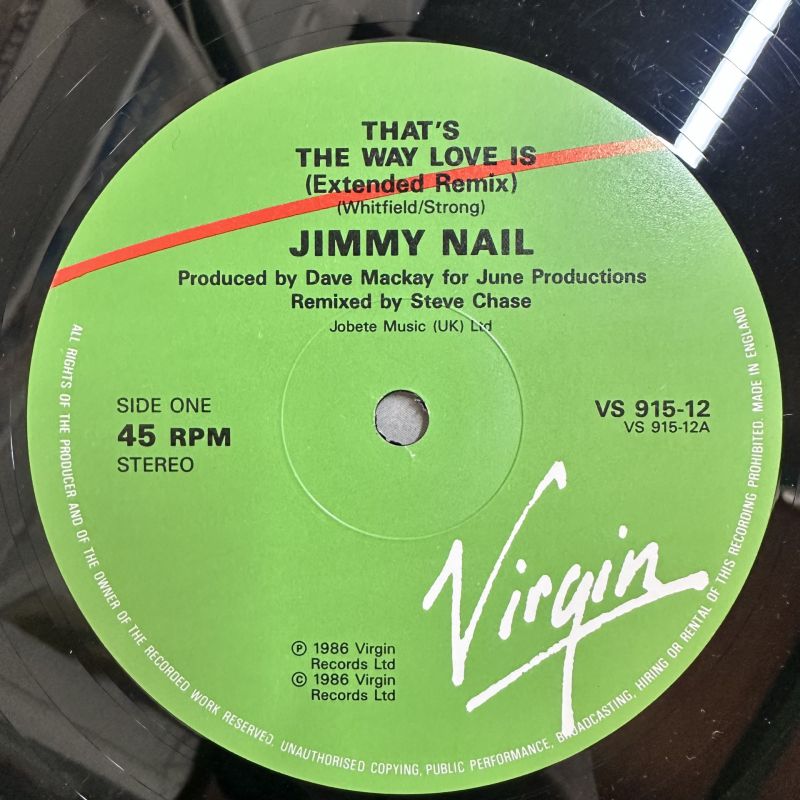 THAT'S
THE WAY LOVE IS
(Extended Remix)
(Whitfield/Strong)
JIMMY NAIL
Produced by Dave Mackay for June Productions
Remixed by Steve Chase
Jobete Music (UK) Ltd
SIDE ONE
45 RPM
STEREO
VS 915-12
VS 915-12A
Virgin
℗ 1986 Virgin
Records Ltd
© 1986 Virgin
Records Ltd
ALL RIGHTS OF THE PRODUCER AND OF THE OWNER OF THE RECORDED WORK RESERVED. UNAUTHORISED COPYING, PUBLIC PERFORMANCE, BROADCASTING, HIRING OR RENTAL OF THIS RECORDING PROHIBITED. MADE IN ENGLAND